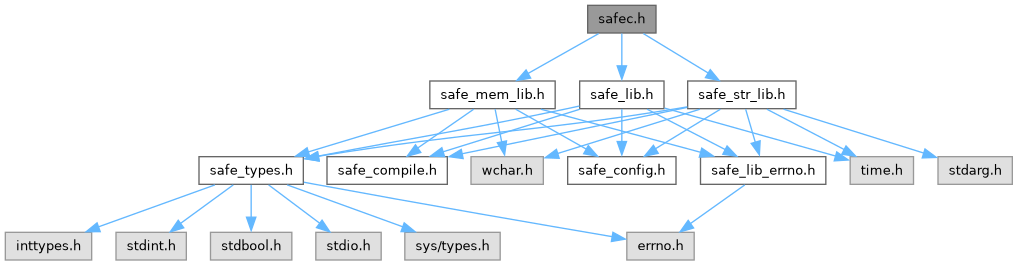 safec.h
safe_mem_lib.h
safe_lib.h
safe_str_lib.h
safe_types.h
safe_compile.h
wchar.h
safe_config.h
safe_lib_errno.h
time.h
stdarg.h
inttypes.h
stdint.h
stdbool.h
stdio.h
sys/types.h
errno.h